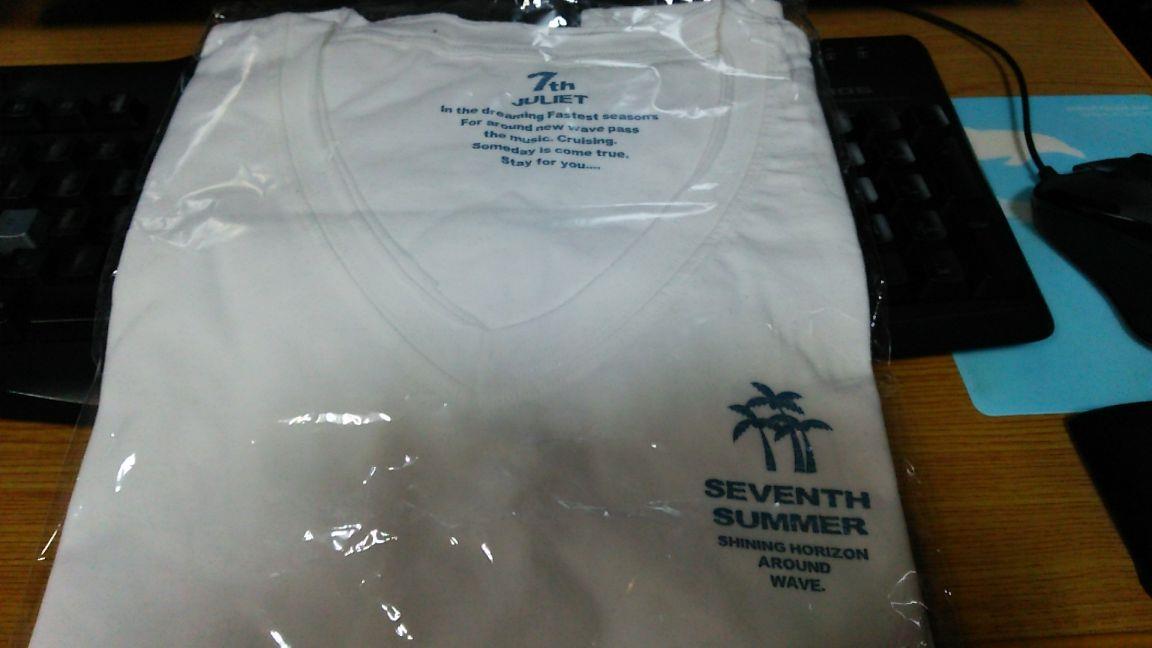 7th
JULIET
In the dreaming Fastest seasons
For around new wave pass
the music. Cruising.
Someday is come true.
Stay for you....
SEVENTH
SUMMER
SHINING HORIZON
AROUND
WAVE.